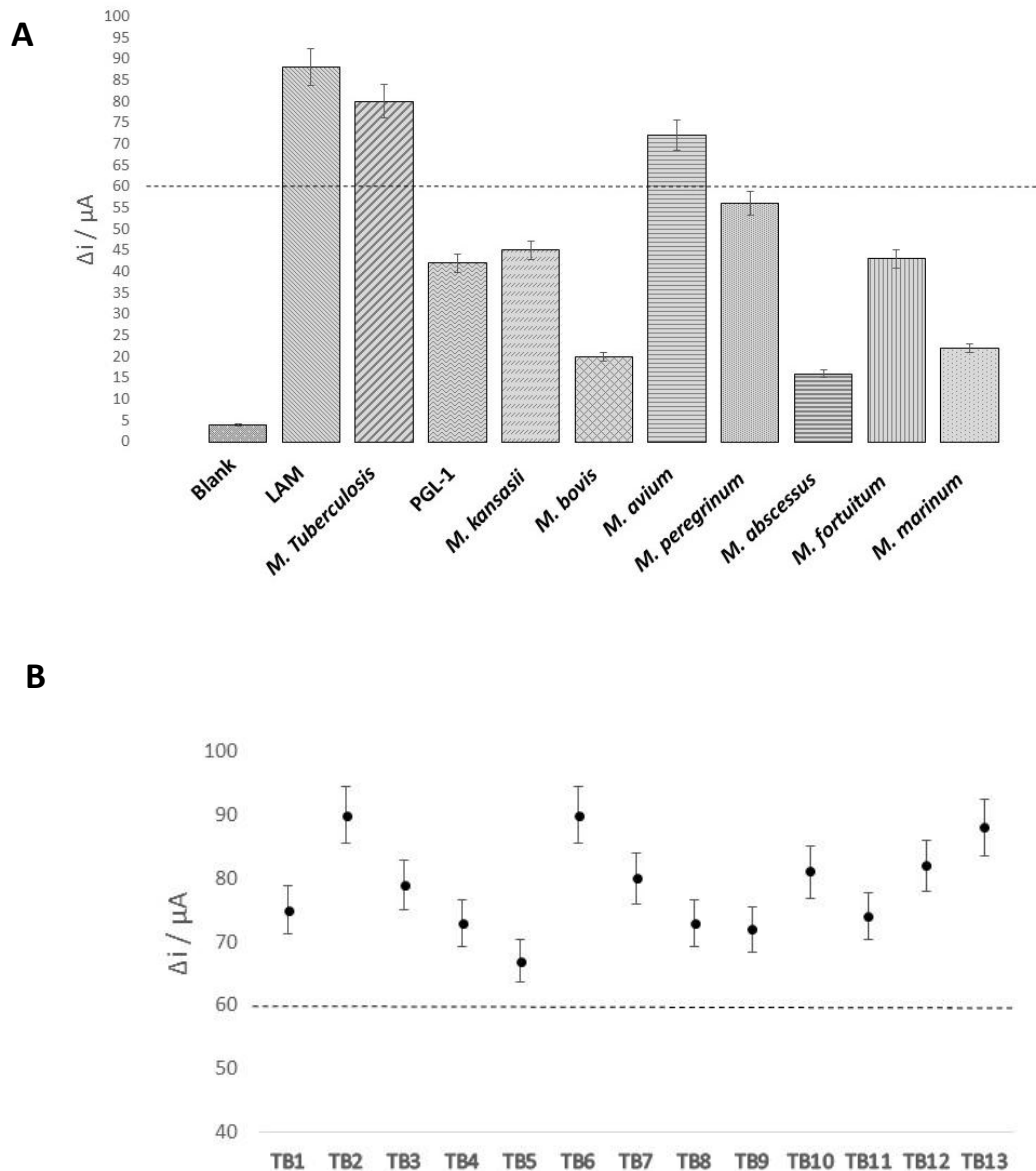 A
100
95
90
85
80
75
70
65
60
55
50
45
40
35
30
25
20
15
10
5
0
Δi / μA
Blank
LAM
M. Tuberculosis
PGL-1
M. kansasii
M. bovis
M. avium
M. peregrinum
M. abscessus
M. fortuitum
M. marinum
B
100
90
80
70
60
50
40
Δi / μA
TB1 TB2 TB3 TB4 TB5 TB6 TB7 TB8 TB9 TB10 TB11 TB12 TB13